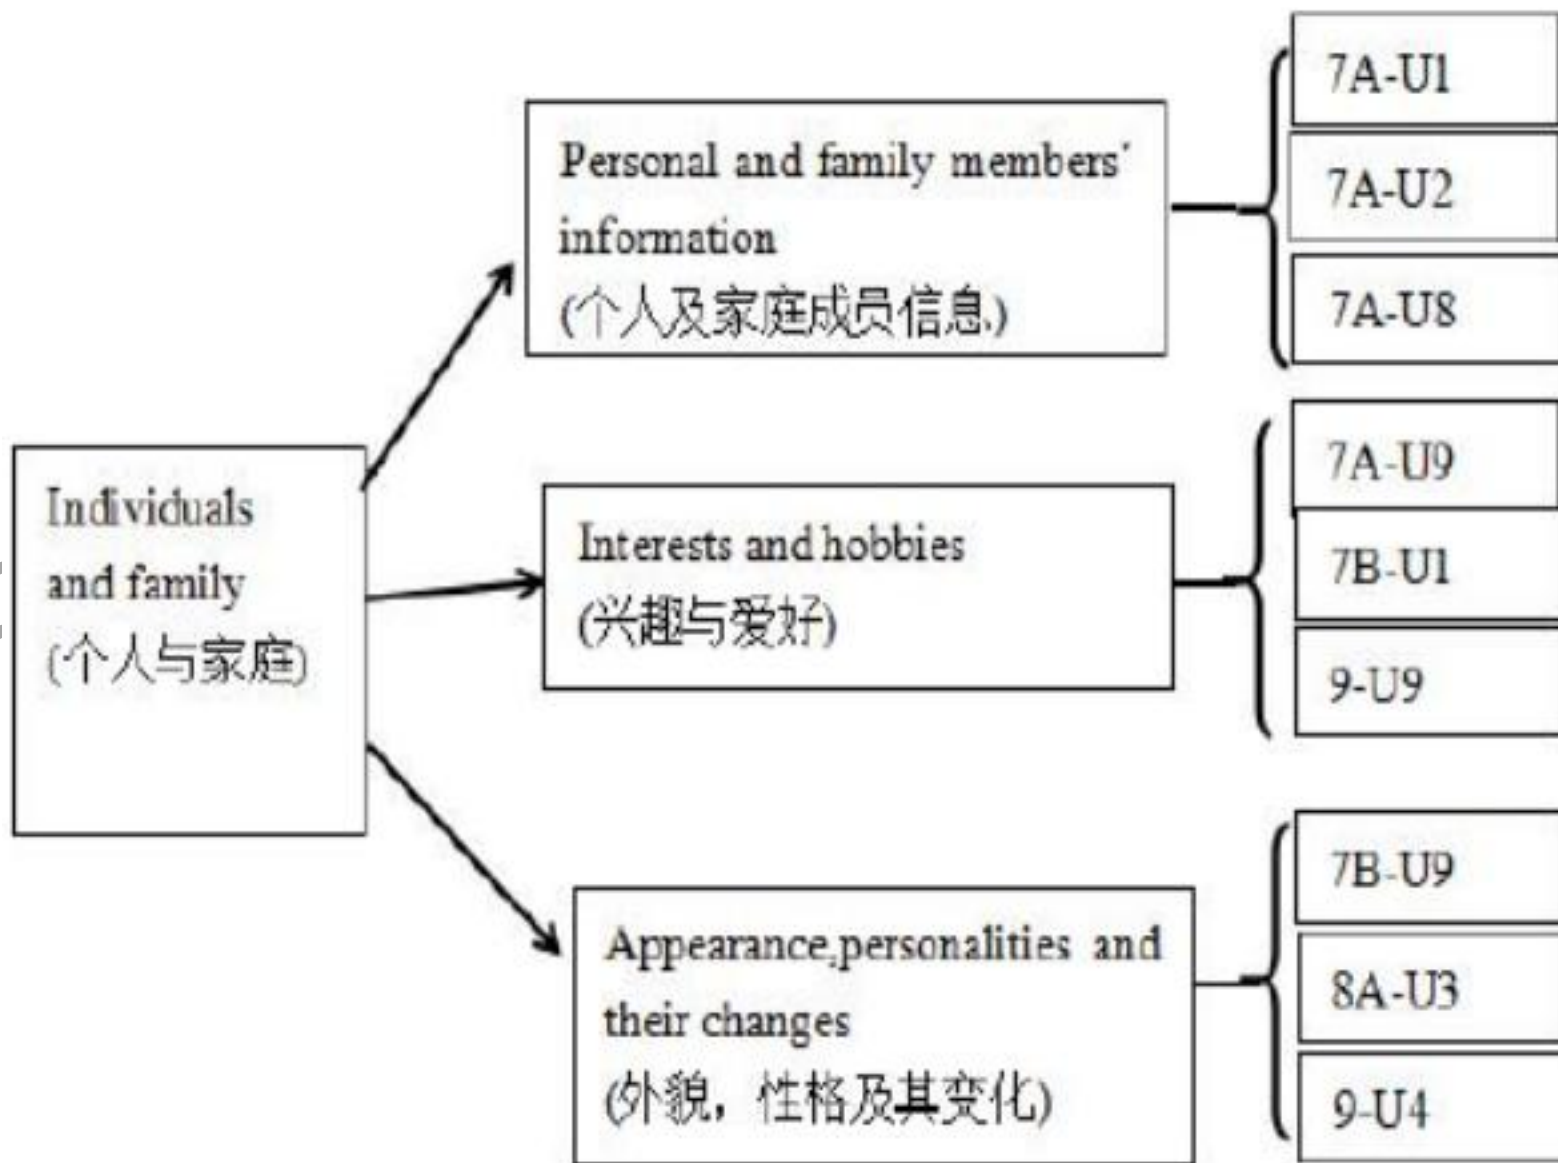 Individuals
and family
(个人与家庭)
Personal and family members'
information
(个人及家庭成员信息)
7A-U1
7A-U2
7A-U8
Interests and hobbies
(兴趣与爱好)
7A-U9
7B-U1
9-U9
Appearance,personalities and
their changes
(外貌，性格及其变化)
7B-U9
8A-U3
9-U4